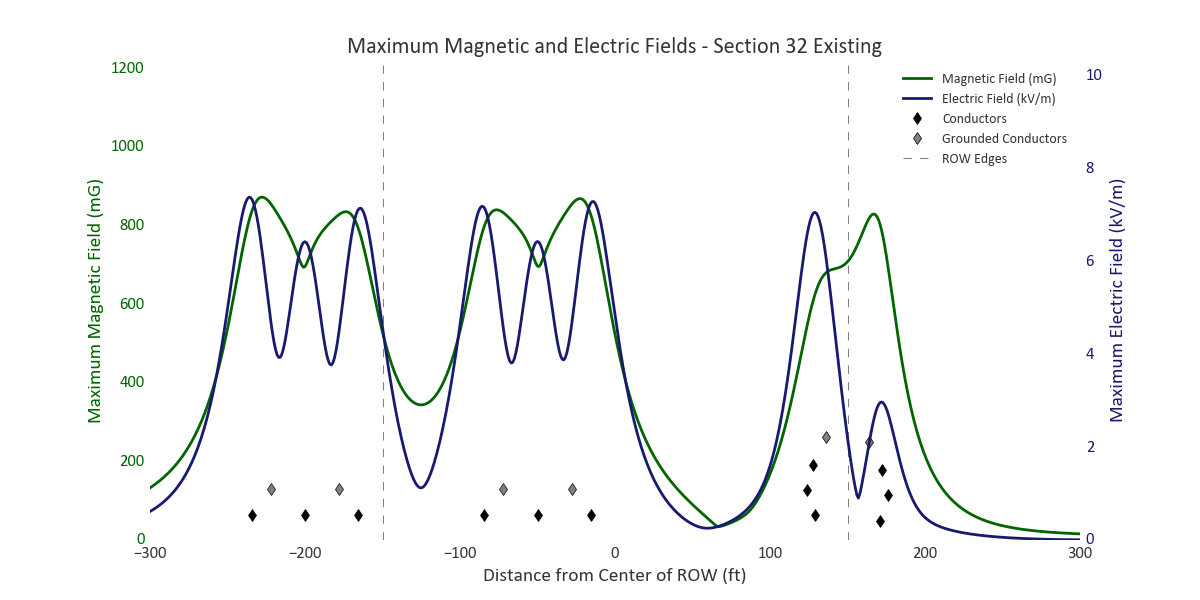 Maximum Magnetic and Electric Fields - Section 32 Existing
Maximum Magnetic Field (mG)
1200
1000
800
600
400
200
0
Magnetic Field (mG)
Electric Field (kV/m)
Conductors
Grounded Conductors
ROW Edges
10
8
6
4
2
0
Maximum Electric Field (kV/m)
−300
−200
−100
0
100
200
300
Distance from Center of ROW (ft)